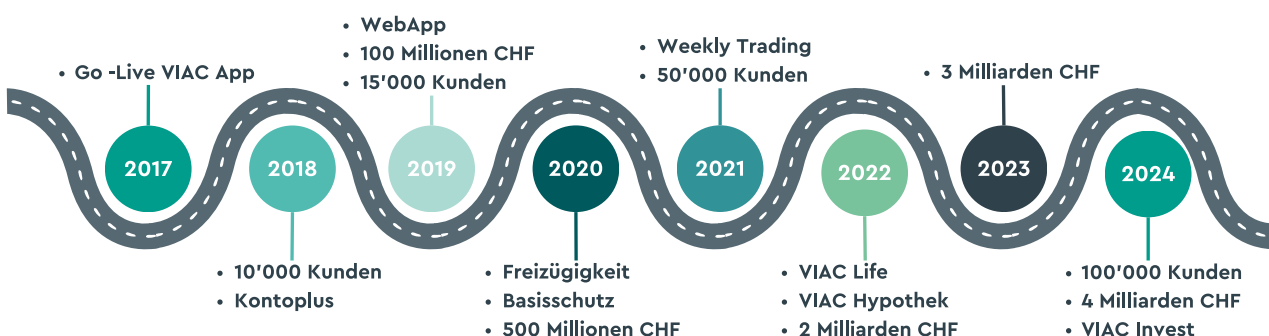 2017
• Go -Live VIAC App
2018
• 10'000 Kunden
• Kontoplus
2019
• WebApp
• 100 Millionen CHF
• 15'000 Kunden
2020
• Freizügigkeit
• Basisschutz
• 500 Millionen CHF
2021
• Weekly Trading
• 50'000 Kunden
2022
• VIAC Life
• VIAC Hypothek
• 2 Milliarden CHF
2023
• 3 Milliarden CHF
2024
• 100'000 Kunden
• 4 Milliarden CHF
• VIAC Invest